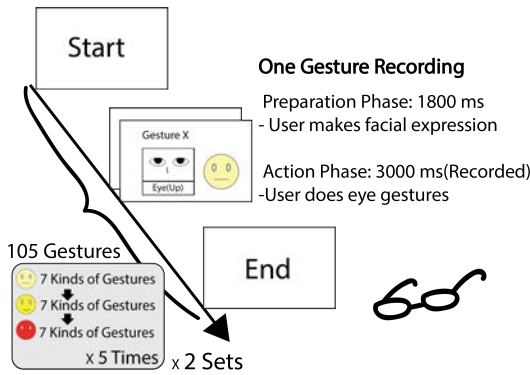 Start
One Gesture Recording
Preparation Phase: 1800 ms
- User makes facial expression
Gesture X
Eye(Up)
Action Phase: 3000 ms(Recorded)
-User does eye gestures
End
105 Gestures
7 Kinds of Gestures
7 Kinds of Gestures
7 Kinds of Gestures
x 5 Times
x 2 Sets